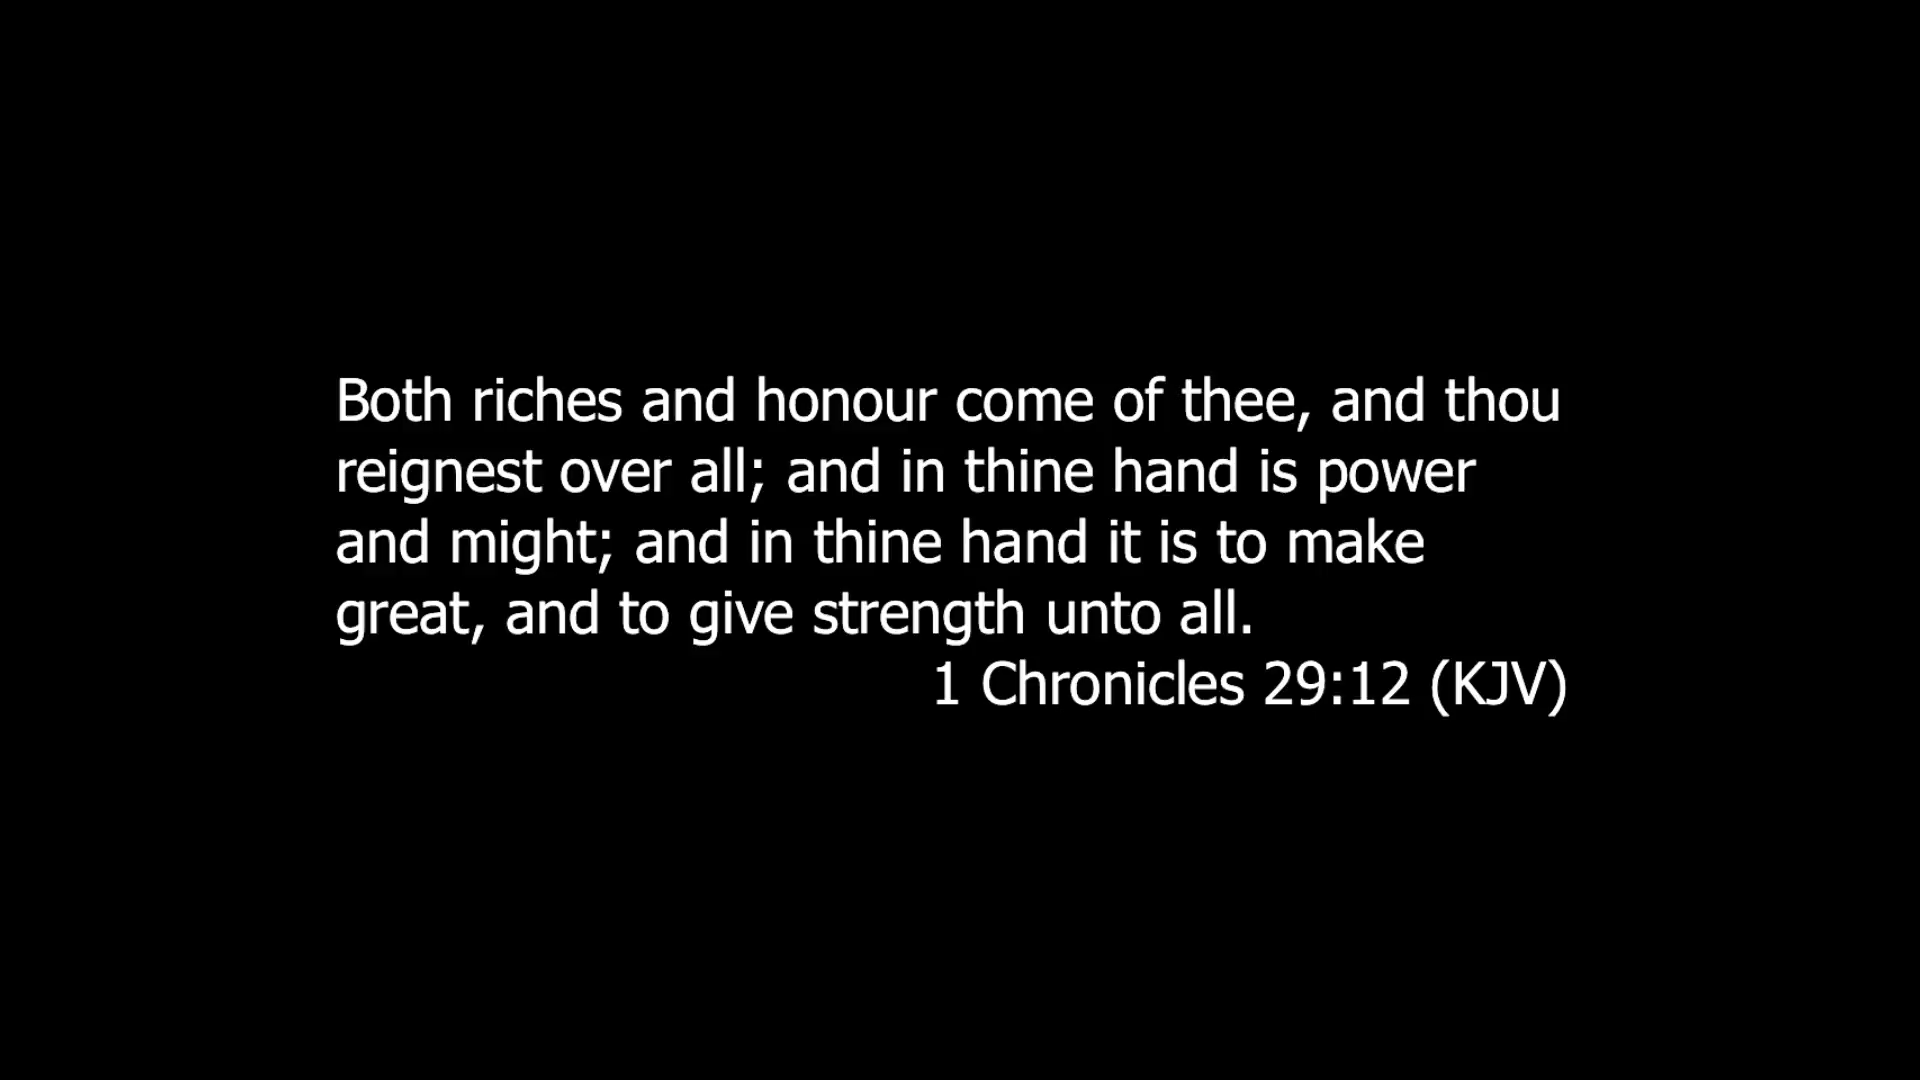 Both riches and honour come of thee, and thou
reignest over all; and in thine hand is power
and might; and in thine hand it is to make
great, and to give strength unto all.
1 Chronicles 29:12 (KJV)